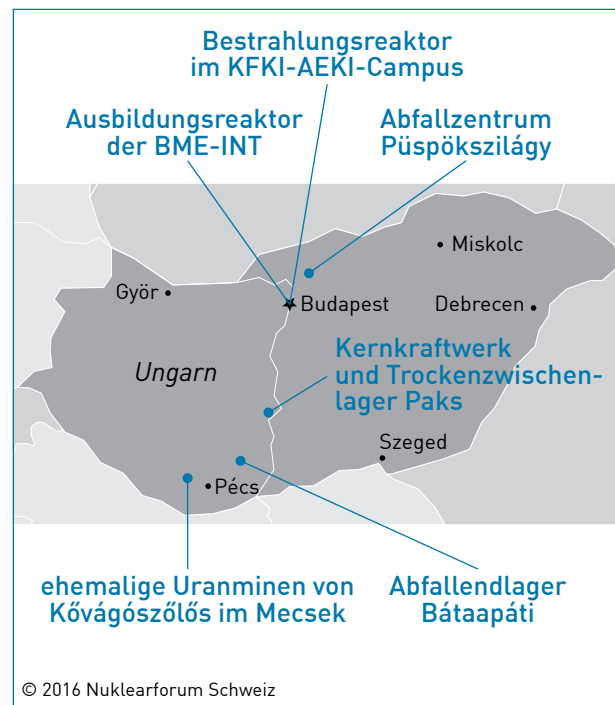 Bestrahlungsreaktor
im KFKI-AEKI-Campus
Ausbildungsreaktor
der BME-INT
Abfallzentrum
Püspökszilágy
Miskolc
Györ
Budapest
Debrecen
Ungarn
Kernkraftwerk
und Trockenzwischen-
lager Paks
Szeged
Pécs
ehemalige Uranminen von
Kővágószőlős im Mecsek
Abfallendlager
Bátaapáti
© 2016 Nuklearforum Schweiz